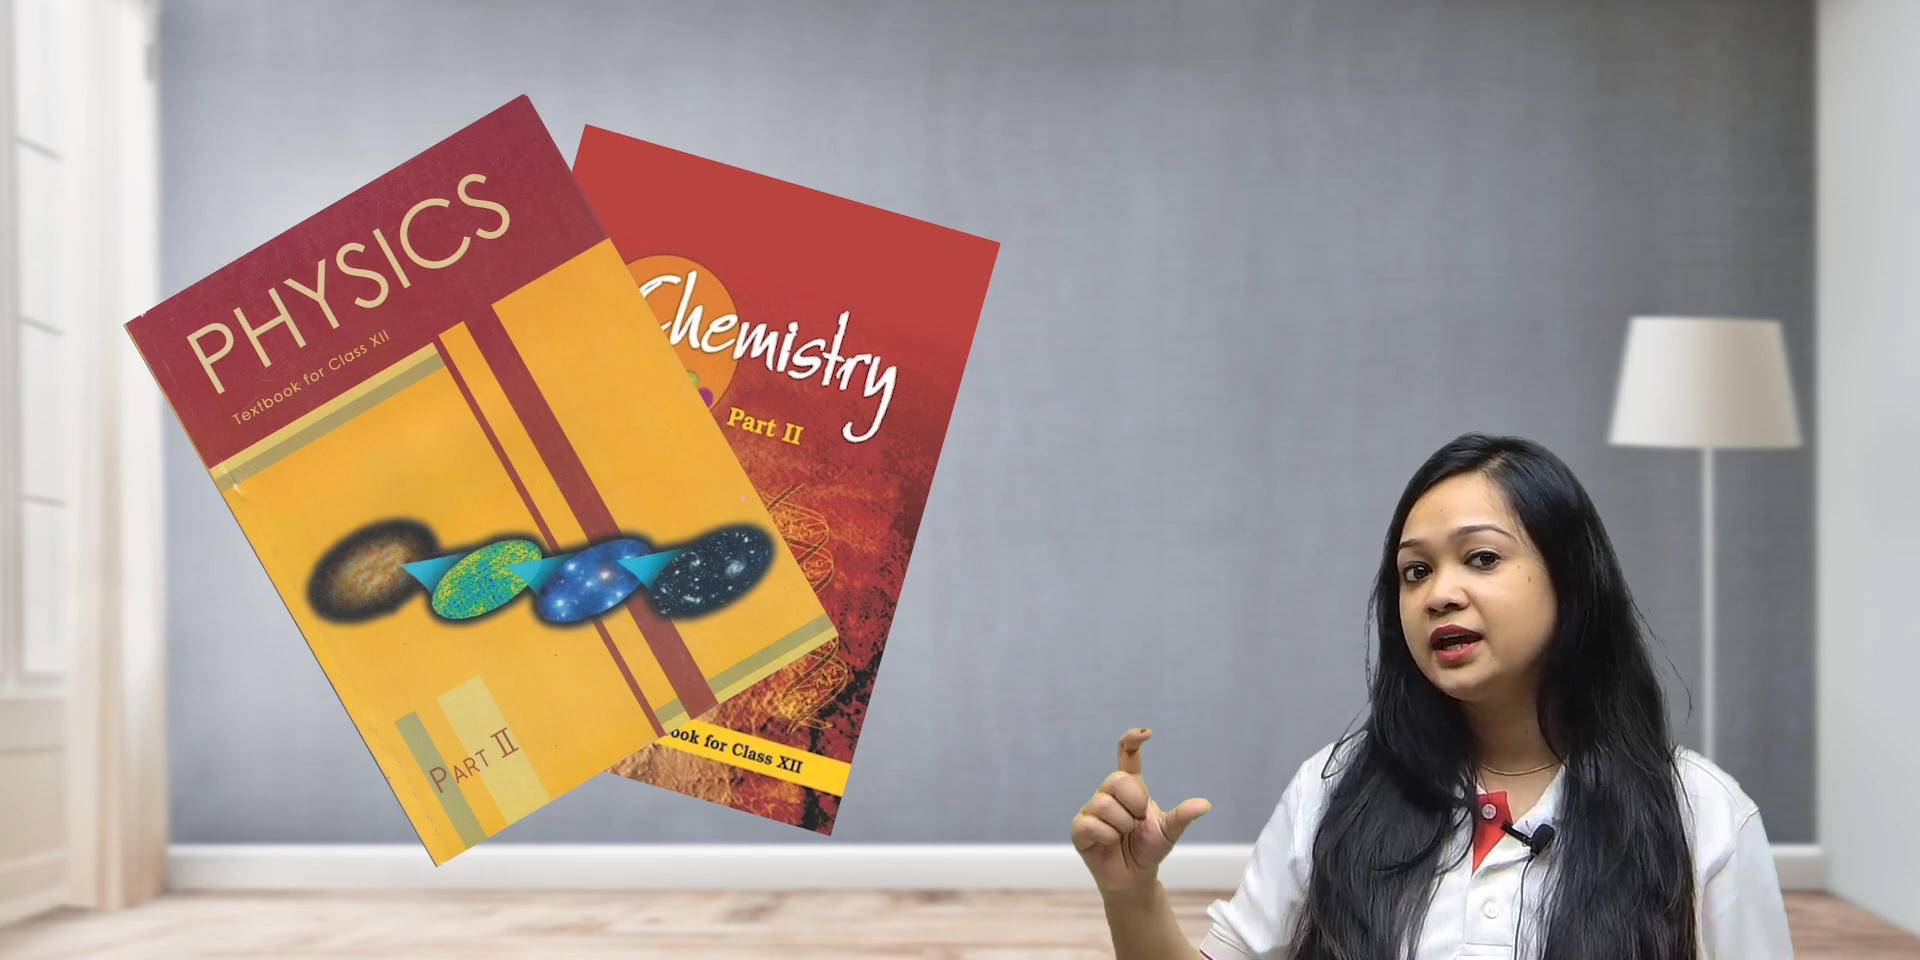 PHYSICS
Textbook for Class XII
PART II
Chemistry
Part II
ook for Class XII